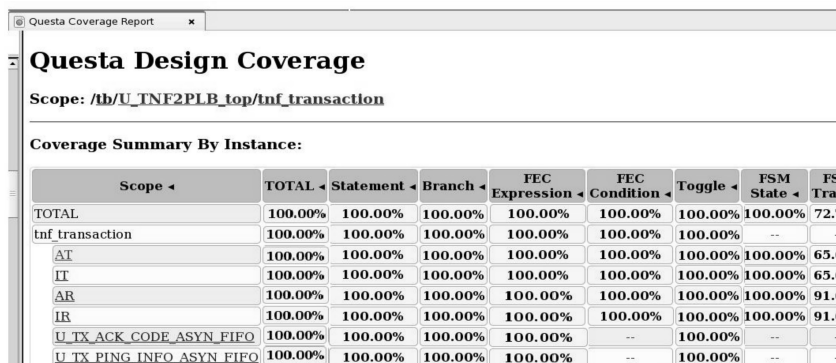 Questa Coverage Report ×
Questa Design Coverage
Scope: /tb/U_TNF2PLB_top/tnf_transaction
Coverage Summary By Instance:
Scope ◂ TOTAL ◂ Statement ◂ Branch ◂ FEC Expression ◂ FEC Condition ◂ Toggle ◂ FSM State ◂
TOTAL 100.00% 100.00% 100.00% 100.00% 100.00% 100.00% 100.00% 72.
tnf_transaction 100.00% 100.00% 100.00% 100.00% 100.00% 100.00% --
AT 100.00% 100.00% 100.00% 100.00% 100.00% 100.00% 100.00% 65.
IT 100.00% 100.00% 100.00% 100.00% 100.00% 100.00% 100.00% 65.
AR 100.00% 100.00% 100.00% 100.00% 100.00% 100.00% 100.00% 91.
IR 100.00% 100.00% 100.00% 100.00% 100.00% 100.00% 100.00% 91.
U_TX_ACK_CODE_ASYN_FIFO 100.00% 100.00% 100.00% 100.00% -- 100.00% --
U_TX_PING_INFO_ASYN_FIFO 100.00% 100.00% 100.00% 100.00% -- 100.00% --